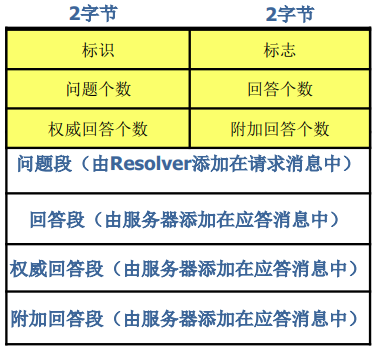 2字节 2字节
标识 标志
问题个数 回答个数
权威回答个数 附加回答个数
问题段（由Resolver添加在请求消息中）
回答段（由服务器添加在应答消息中）
权威回答段（由服务器添加在应答消息中）
附加回答段（由服务器添加在应答消息中）